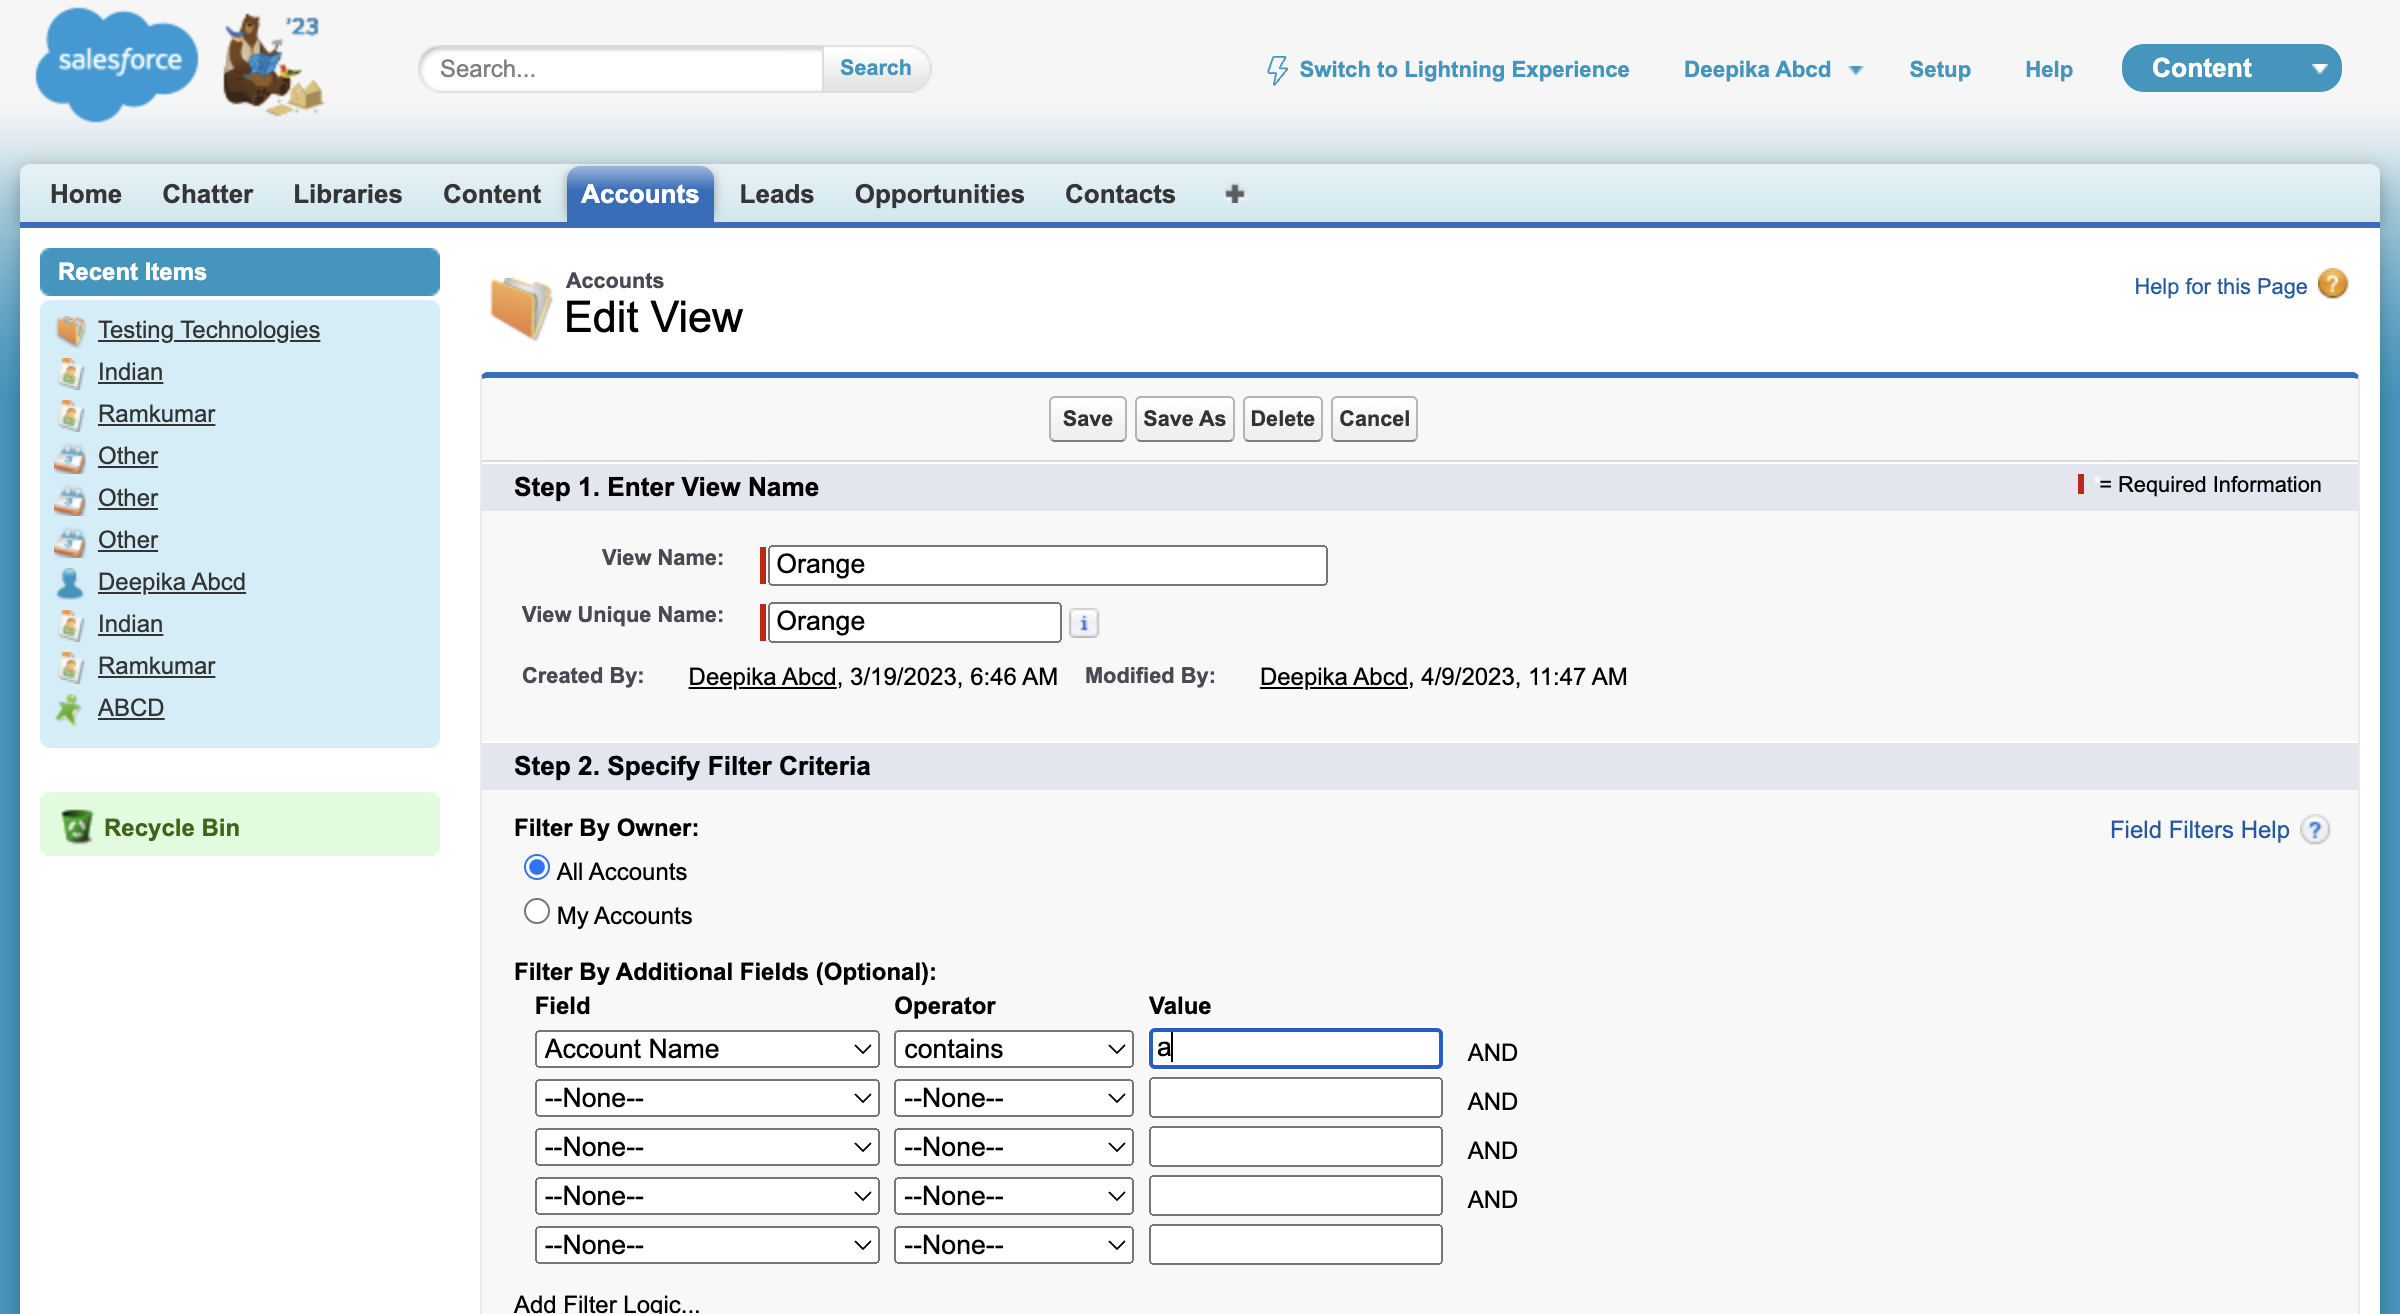 salesforce
'23
Search...
Search
Switch to Lightning Experience
Deepika Abcd
Setup
Help
Content
Home
Chatter
Libraries
Content
Accounts
Leads
Opportunities
Contacts
Recent Items
Testing Technologies
Indian
Ramkumar
Other
Other
Other
Deepika Abcd
Indian
Ramkumar
ABCD
Recycle Bin
Accounts
Edit View
Help for this Page ?
Save
Save As
Delete
Cancel
Step 1. Enter View Name
= Required Information
View Name:
Orange
View Unique Name:
Orange
i
Created By: Deepika Abcd, 3/19/2023, 6:46 AM Modified By: Deepika Abcd, 4/9/2023, 11:47 AM
Step 2. Specify Filter Criteria
Filter By Owner:
Field Filters Help ?
All Accounts
My Accounts
Filter By Additional Fields (Optional):
Field Operator Value
Account Name contains a AND
--None-- --None-- AND
--None-- --None-- AND
--None-- --None-- AND
--None-- --None--
Add Filter Logic...